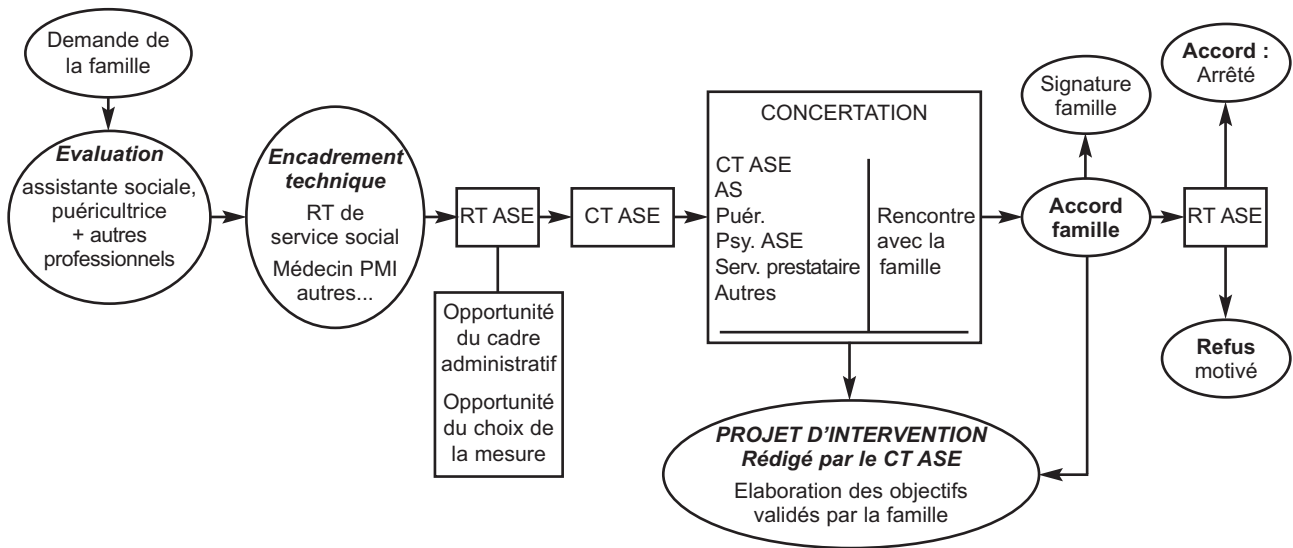 Demande de
la famille
Evaluation
assistante sociale,
puéricultrice
+ autres
professionnels
Encadrement
technique
RT de
service social
Médecin PMI
autres...
RT ASE
Opportunité
du cadre
administratif
Opportunité
du choix de
la mesure
CT ASE
CONCERTATION
CT ASE
AS
Puér.
Psy. ASE
Serv. prestataire
Autres
Rencontre
avec la
famille
PROJET D'INTERVENTION
Rédigé par le CT ASE
Elaboration des objectifs
validés par la famille
Signature
famille
Accord
famille
RT ASE
Accord :
Arrêté
Refus
motivé